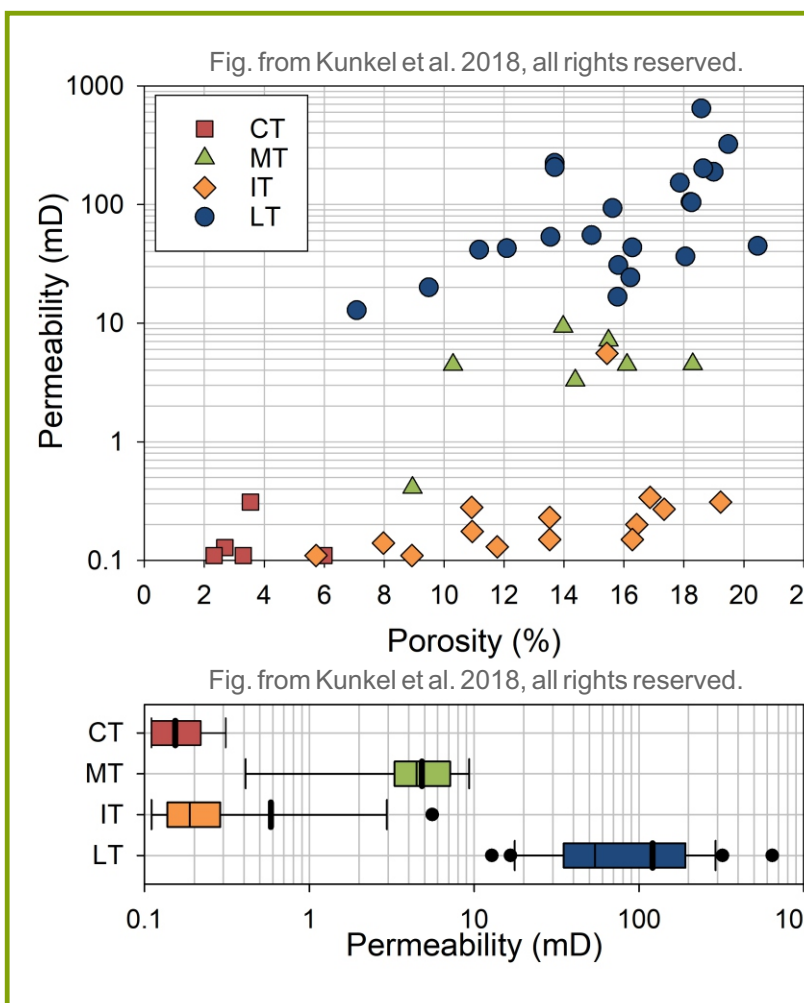 Fig. from Kunkel et al. 2018, all rights reserved.
1000
CT
MT
IT
LT
100
10
1
0.1
Permeability (mD)
0 2 4 6 8 10 12 14 16 18 20 22
Porosity (%)
Fig. from Kunkel et al. 2018, all rights reserved.
CT
MT
IT
LT
0.1 1 10 100 10
Permeability (mD)